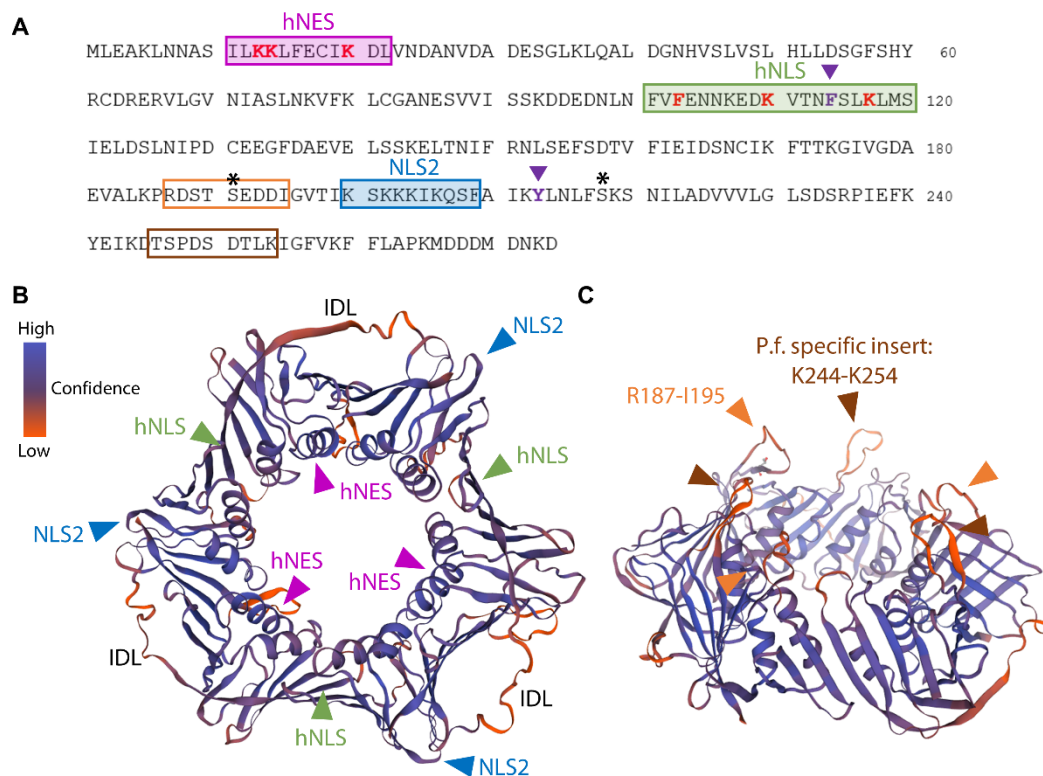 A
hNES
MLEAKLNNAS ILKKLFECIK DLVNDANVDA DESGLKLQAL DGNHVSLVSL HLLDSGFSHY 60
hNLS
RCDRERVLGV NIASLNKVFK LCGANESVVI SSKDDEDNLN FVFENNKEDK VTNFSLKLMS 120
IELDSLNIPD CEEGFDAEVE LSSKELTNIF RNLSEFSDTV FIEIDSNCIK FTTKGIVGDA 180
NLS2
* *
EVALKPRDST SEDDIGVTIK SKKKIKQSFA IKYLNLFSKS NILADVVVLG LSDSRPIEFK 240
YEIKDTSPDS DTLKIGFVKF FLAPKMDDDM DNKD
B
High
Confidence
Low
IDL
NLS2
hNLS
hNES
hNLS
NLS2
hNES
hNES
IDL
IDL
hNLS
NLS2
C
P.f. specific insert:
K244-K254
R187-I195